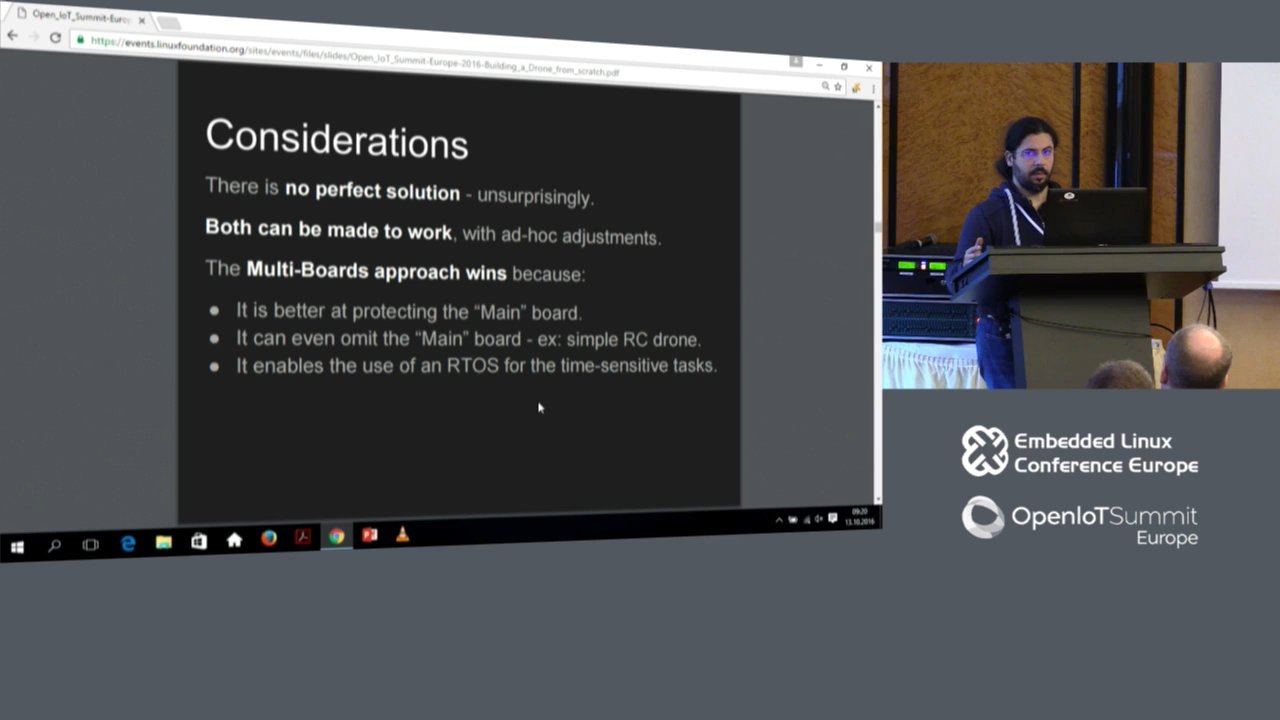 Open_IoT_Summit-Euro
https://events.linuxfoundation.org/sites/events/files/slides/Open_IoT_Summit-Europe-2016-Building_a_Drone_from_scratch.pdf
Considerations
There is no perfect solution - unsurprisingly.
Both can be made to work, with ad-hoc adjustments.
The Multi-Boards approach wins because:
● It is better at protecting the “Main” board.
● It can even omit the “Main” board - ex: simple RC drone.
● It enables the use of an RTOS for the time-sensitive tasks.
09:20
13.10.2016
Embedded Linux
Conference Europe
OpenIoTSummit
Europe